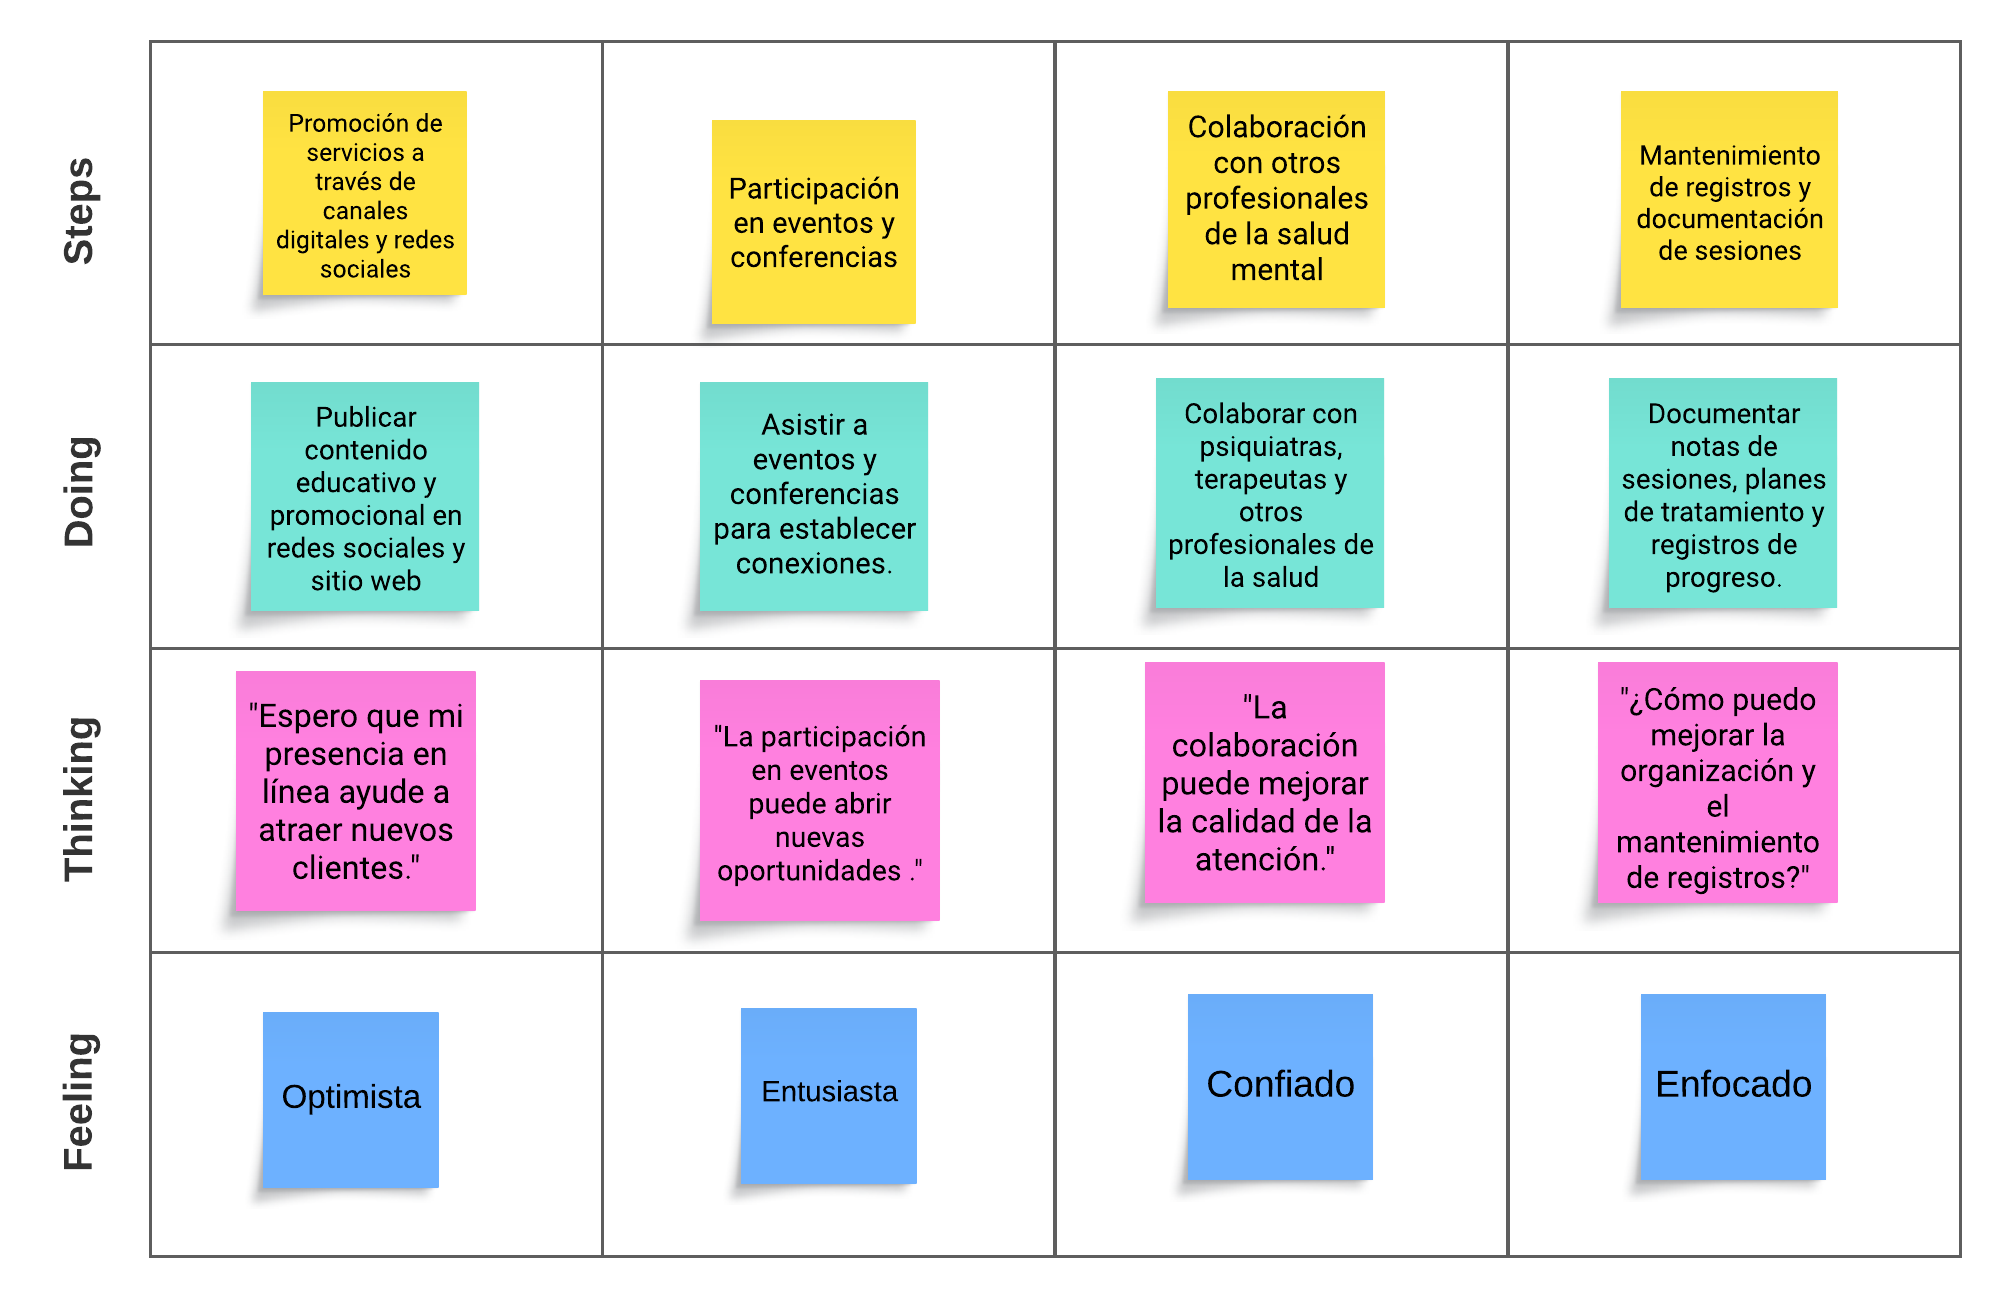 Steps
Promoción de
servicios a
través de
canales
digitales y redes
sociales
Participación
en eventos y
conferencias
Colaboración
con otros
profesionales
de la salud
mental
Mantenimiento
de registros y
documentación
de sesiones
Doing
Publicar
contenido
educativo y
promocional en
redes sociales y
sitio web
Asistir a
eventos y
conferencias
para establecer
conexiones.
Colaborar con
psiquiatras,
terapeutas y
otros
profesionales de
la salud
Documentar
notas de
sesiones, planes
de tratamiento y
registros de
progreso.
Thinking
"Espero que mi
presencia en
línea ayude a
atraer nuevos
clientes."
"La participación
en eventos
puede abrir
nuevas
oportunidades ."
"La
colaboración
puede mejorar
la calidad de la
atención."
"¿Cómo puedo
mejorar la
organización y
el
mantenimiento
de registros?"
Feeling
Optimista
Entusiasta
Confiado
Enfocado